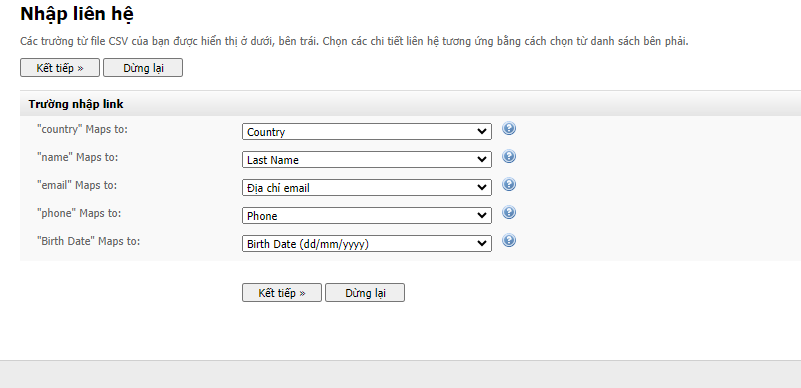 Nhập liên hệ
Các trường từ file CSV của bạn được hiển thị ở dưới, bên trái. Chọn các chi tiết liên hệ tương ứng bằng cách chọn từ danh sách bên phải.
Kết tiếp » Dừng lại
Trường nhập link
"country" Maps to: Country
"name" Maps to: Last Name
"email" Maps to: Địa chỉ email
"phone" Maps to: Phone
"Birth Date" Maps to: Birth Date (dd/mm/yyyy)
Kết tiếp » Dừng lại